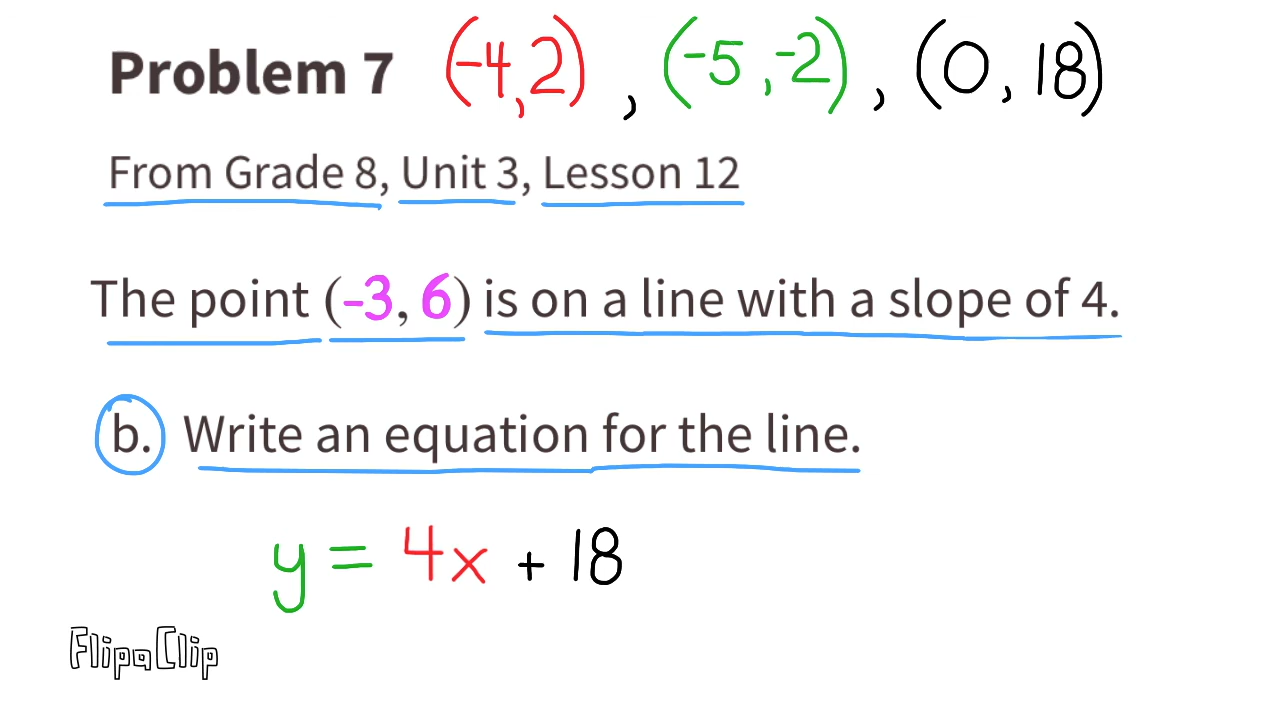 Problem 7 (-4,2), (-5,-2), (0, 18)
From Grade 8, Unit 3, Lesson 12
The point (-3, 6) is on a line with a slope of 4.
b. Write an equation for the line.
y = 4x + 18
FlipaClip